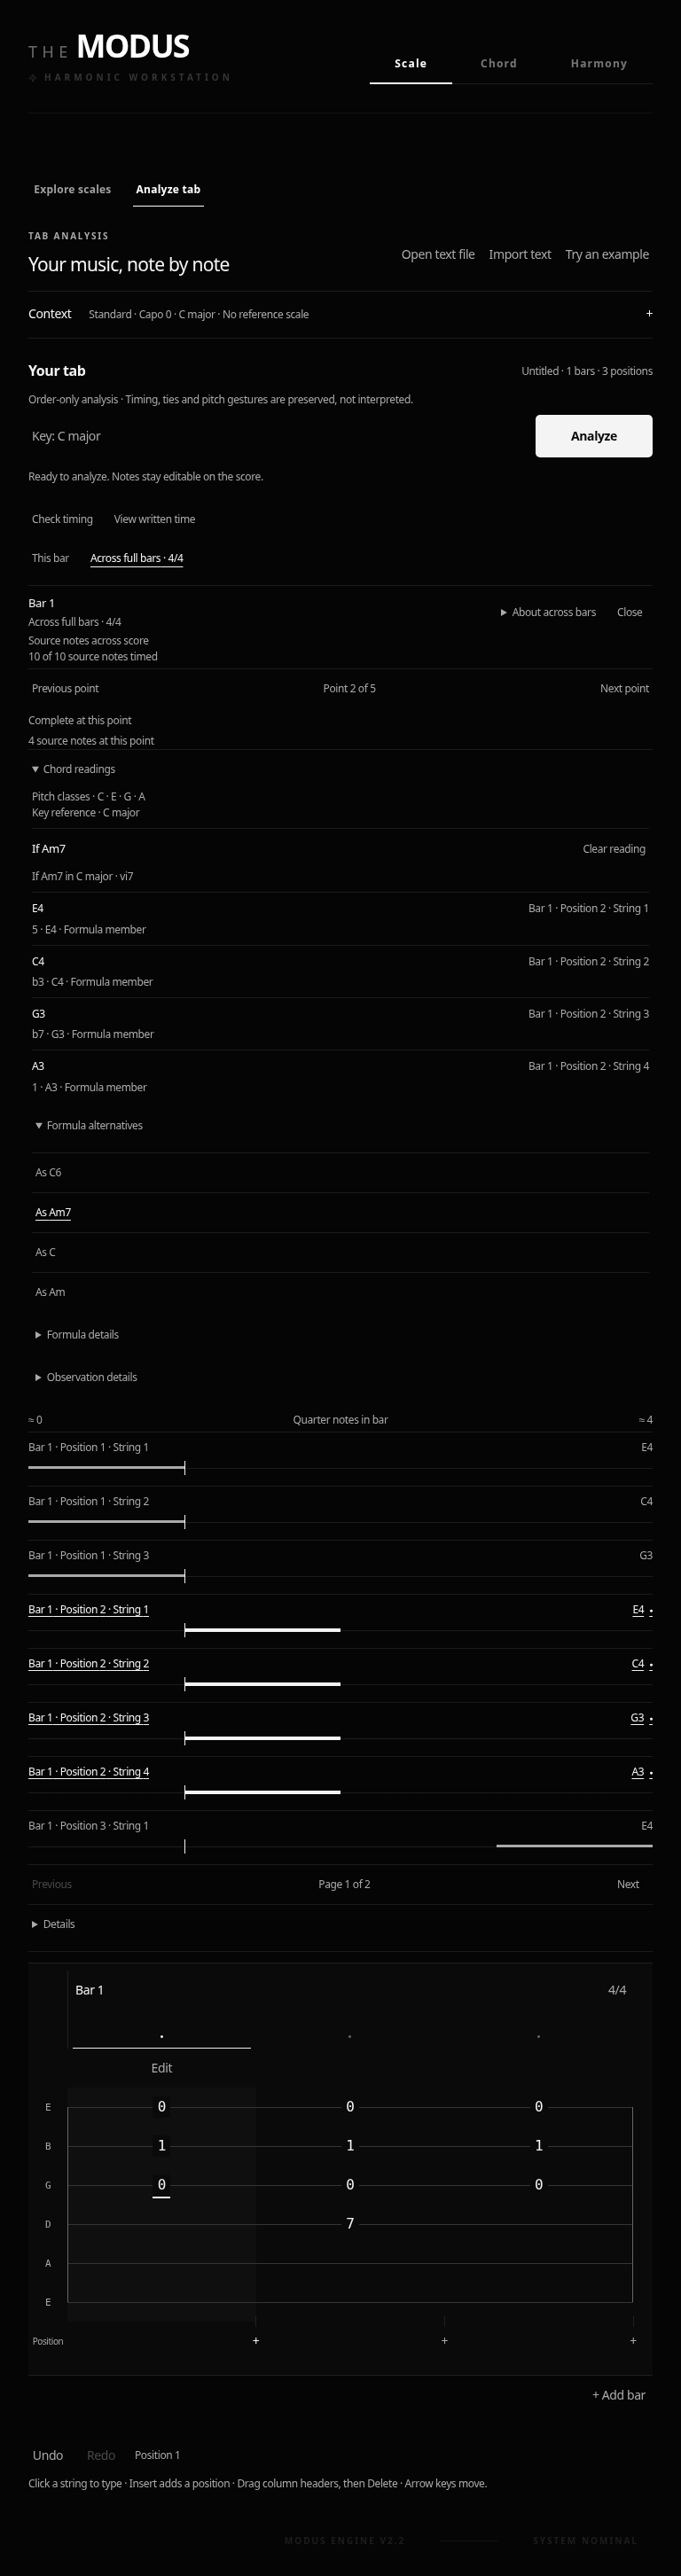 THE MODUS
✧ HARMONIC WORKSTATION
Scale Chord Harmony
Explore scales Analyze tab
TAB ANALYSIS
Your music, note by note
Open text file Import text Try an example
Context Standard · Capo 0 · C major · No reference scale +
Your tab Untitled · 1 bars · 3 positions
Order-only analysis · Timing, ties and pitch gestures are preserved, not interpreted.
Key: C major Analyze
Ready to analyze. Notes stay editable on the score.
Check timing View written time
This bar Across full bars · 4/4
Bar 1
▶ About across bars Close
Across full bars · 4/4
Source notes across score
10 of 10 source notes timed
Previous point Point 2 of 5 Next point
Complete at this point
4 source notes at this point
▼ Chord readings
Pitch classes · C · E · G · A
Key reference · C major
If Am7 Clear reading
If Am7 in C major · vi7
E4 Bar 1 · Position 2 · String 1
5 · E4 · Formula member
C4 Bar 1 · Position 2 · String 2
b3 · C4 · Formula member
G3 Bar 1 · Position 2 · String 3
b7 · G3 · Formula member
A3 Bar 1 · Position 2 · String 4
1 · A3 · Formula member
▼ Formula alternatives
As C6
As Am7
As C
As Am
▶ Formula details
▶ Observation details
≈ 0 Quarter notes in bar ≈ 4
Bar 1 · Position 1 · String 1 E4
Bar 1 · Position 1 · String 2 C4
Bar 1 · Position 1 · String 3 G3
Bar 1 · Position 2 · String 1 E4 •
Bar 1 · Position 2 · String 2 C4 •
Bar 1 · Position 2 · String 3 G3 •
Bar 1 · Position 2 · String 4 A3 •
Bar 1 · Position 3 · String 1 E4
Previous Page 1 of 2 Next
▶ Details
Bar 1 4/4
Edit
E 0 0 0
B 1 1 1
G 0 0 0
D 7
A
E
Position + + +
+ Add bar
Undo Redo Position 1
Click a string to type · Insert adds a position · Drag column headers, then Delete · Arrow keys move.
MODUS ENGINE V2.2 SYSTEM NOMINAL